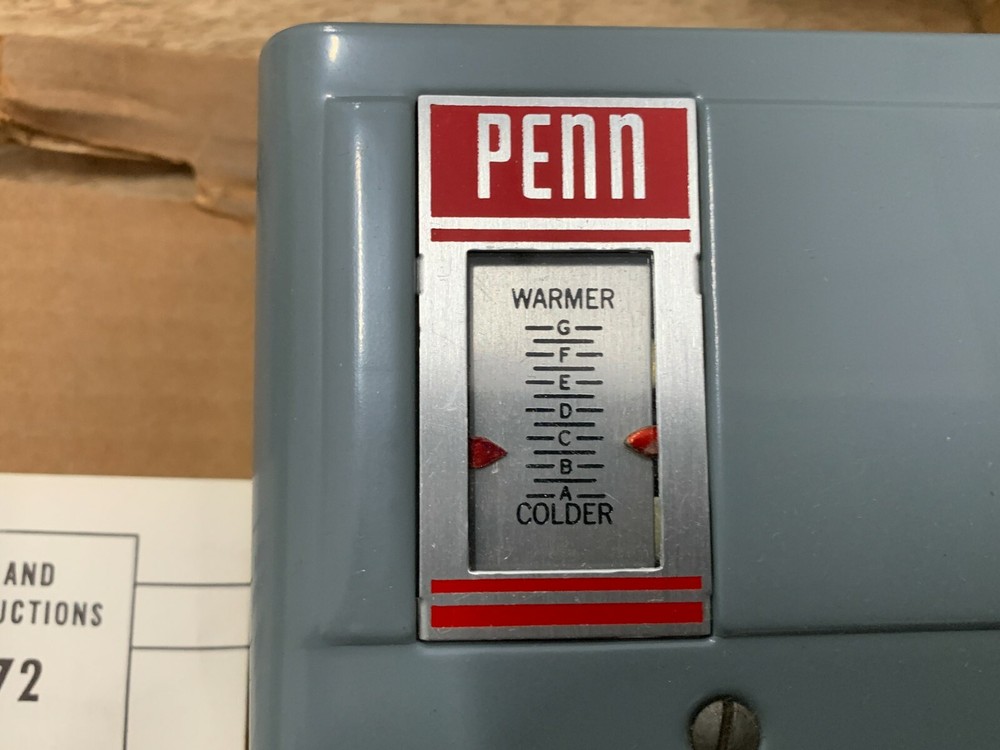 PENN
WARMER
G
F
E
D
C
B
A
COLDER
AND
UCTIONS
72